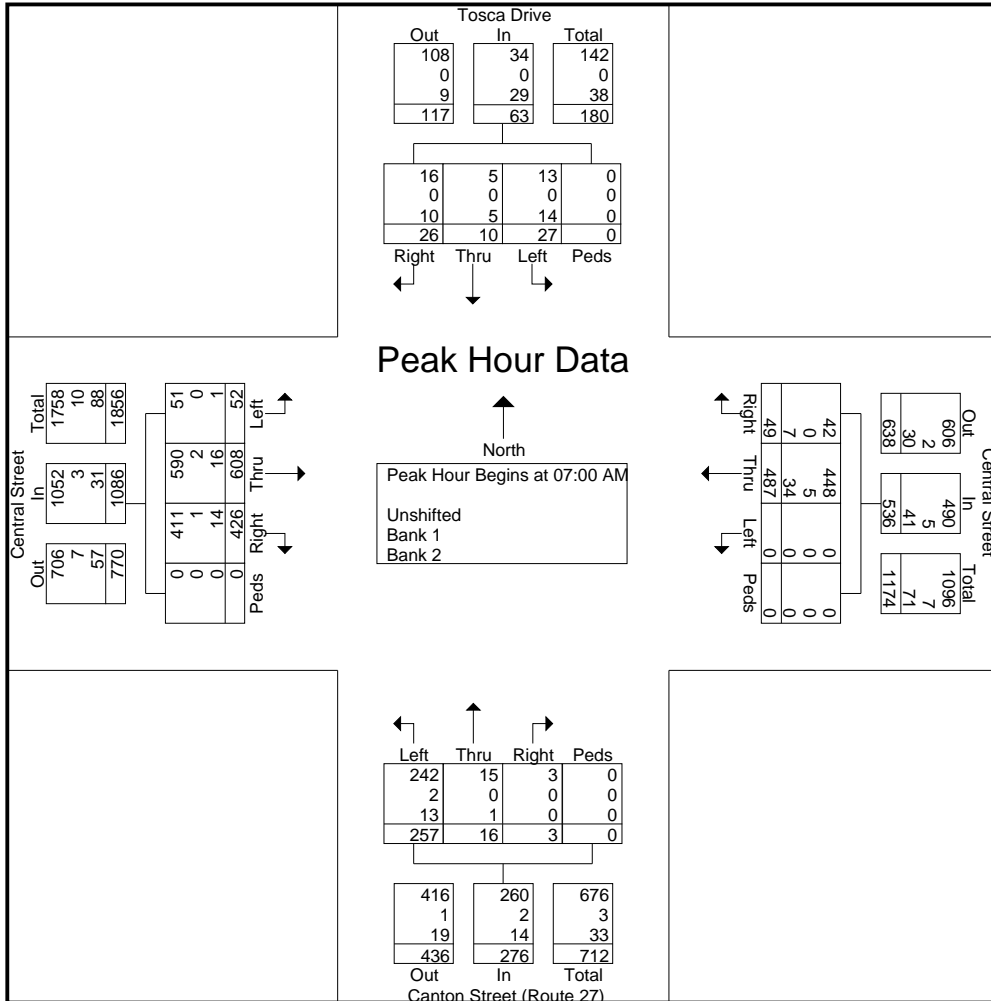 Tosca Drive
Out In Total
108 34 142
0 0 0
9 29 38
117 63 180
16 5 13 0
0 0 0 0
10 5 14 0
26 10 27 0
Right Thru Left Peds
Peak Hour Data
North
Peak Hour Begins at 07:00 AM
Unshifted
Bank 1
Bank 2
Central Street
Total In Out
1758 1052 706
10 3 7
88 31 57
1856 1086 770
51 590 411 0
0 2 1 0
1 16 14 0
52 608 426 0
Left Thru Right Peds
Right Thru Left Peds
49 487 0 0
7 34 0 0
0 5 0 0
42 448 0 0
638 536 1174
30 41 71
2 5 7
606 490 1096
Out In Total
Central Street
Left Thru Right Peds
242 15 3 0
2 0 0 0
13 1 0 0
257 16 3 0
416 260 676
1 2 3
19 14 33
436 276 712
Out In Total
Canton Street (Route 27)